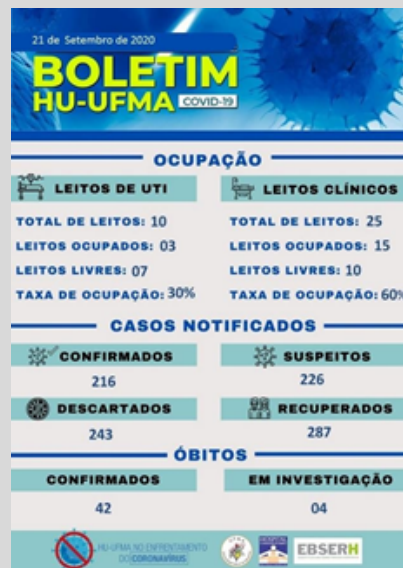 21 de Setembro de 2020
BOLETIM
HU-UFMA COVID-19
OCUPAÇÃO
LEITOS DE UTI
TOTAL DE LEITOS: 10
LEITOS OCUPADOS: 03
LEITOS LIVRES: 07
TAXA DE OCUPAÇÃO: 30%
LEITOS CLÍNICOS
TOTAL DE LEITOS: 25
LEITOS OCUPADOS: 15
LEITOS LIVRES: 10
TAXA DE OCUPAÇÃO: 60%
CASOS NOTIFICADOS
CONFIRMADOS
216
SUSPEITOS
226
DESCARTADOS
243
RECUPERADOS
287
ÓBITOS
CONFIRMADOS
42
EM INVESTIGAÇÃO
04
HU-UFMA NO ENFRENTAMENTO
DO CORONAVÍRUS
EBSERH